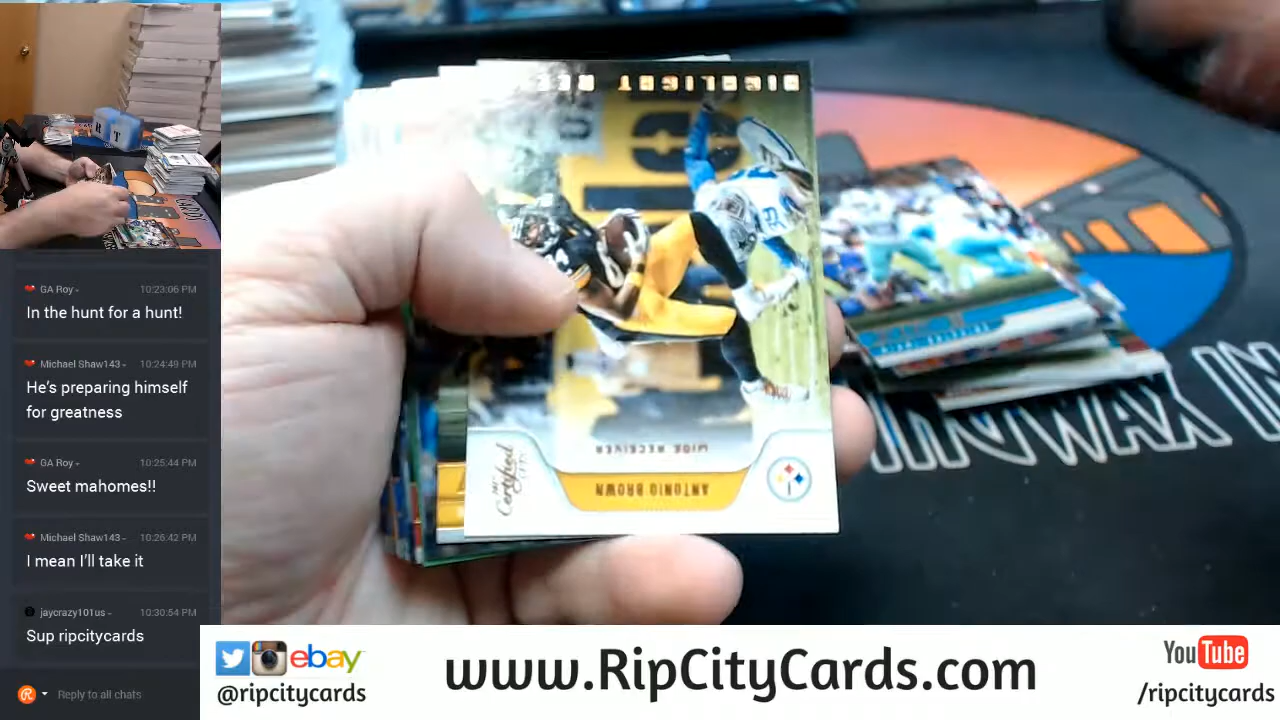 GA Roy
10:23:06 PM
In the hunt for a hunt!
Michael Shaw143
10:24:49 PM
He's preparing himself
for greatness
GA Roy
10:25:44 PM
Sweet mahomes!!
Michael Shaw143
10:26:42 PM
I mean I'll take it
jaycrazy101us
10:30:54 PM
Sup ripcitycards
Reply to all chats
WIDE RECEIVER
ANTONIO BROWN
Certified
ebay
@ripcitycards
www.RipCityCards.com
YouTube
/ripcitycards